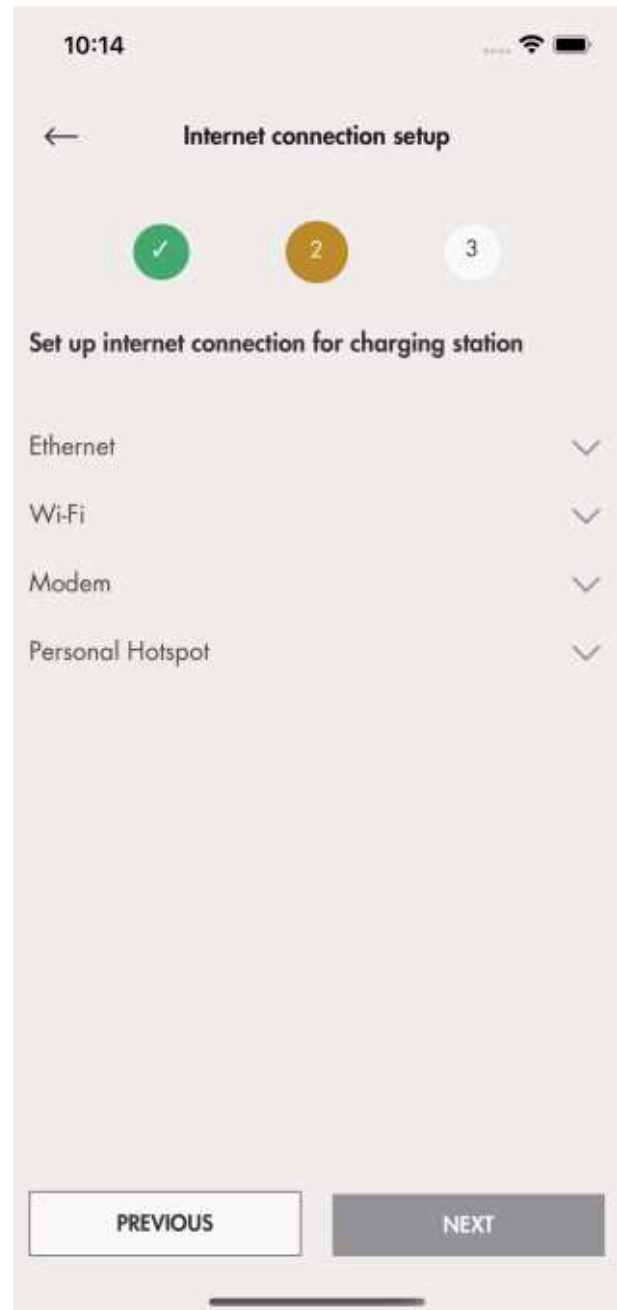 10:14
Internet connection setup
2
3
Set up internet connection for charging station
Ethernet
Wi-Fi
Modem
Personal Hotspot
PREVIOUS
NEXT